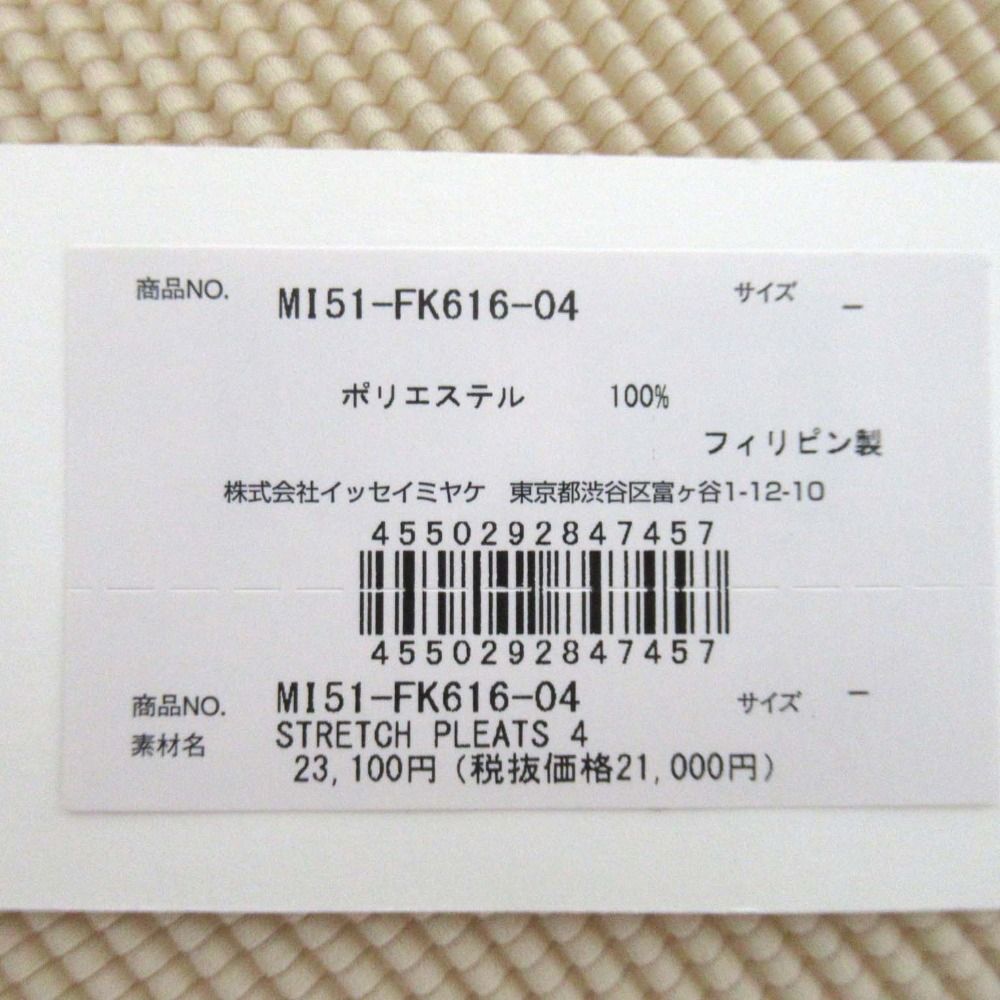 商品NO. MI51-FK616-04 サイズ －
ポリエステル 100%
フィリピン製
株式会社イッセイミヤケ 東京都渋谷区富ヶ谷1-12-10
4550292847457
4550292847457
商品NO. MI51-FK616-04 サイズ －
素材名 STRETCH PLEATS 4
23,100円(税抜価格21,000円)